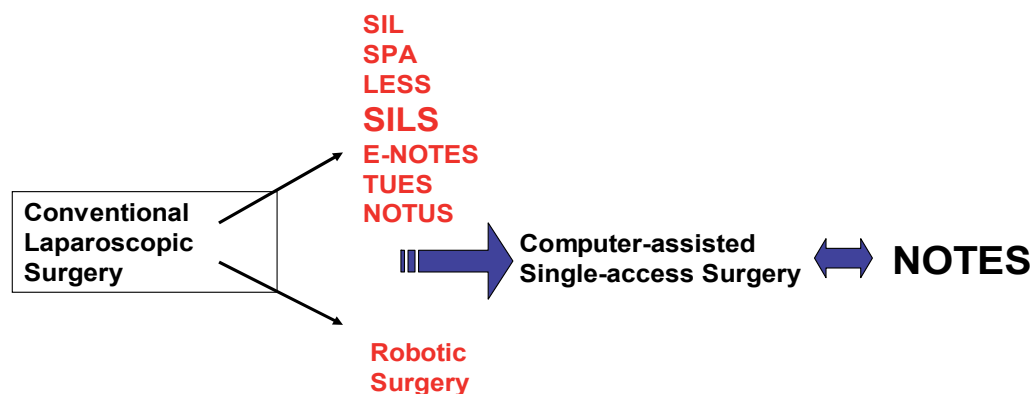 SIL
SPA
LESS
SILS
E-NOTES
TUES
NOTUS
Conventional
Laparoscopic
Surgery
Computer-assisted
Single-access Surgery
NOTES
Robotic
Surgery